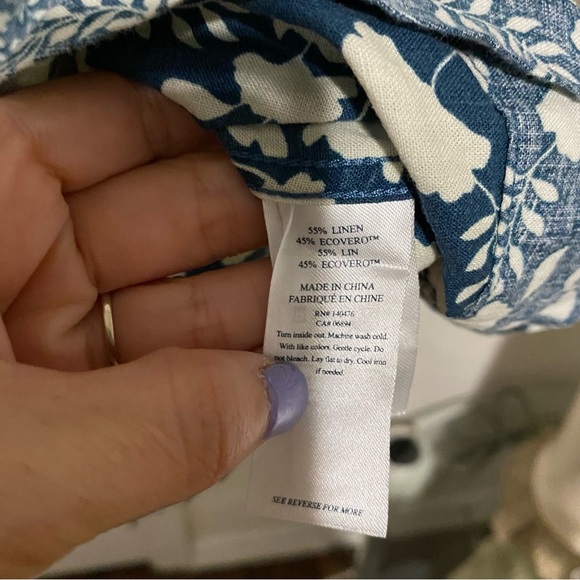 55% LINEN
45% ECOVERO™
55% LIN
45% ECOVERO™
MADE IN CHINA
FABRIQUÉ EN CHINE
RN# 140476
CA# 06894
Turn inside out. Machine wash cold.
With like colors. Gentle cycle. Do
not bleach. Lay flat to dry. Cool iron
if needed.
SEE REVERSE FOR MORE